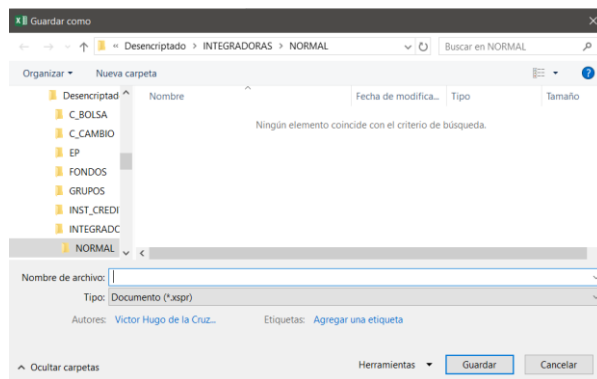 Guardar como
« Desencriptado > INTEGRADORAS > NORMAL
Buscar en NORMAL
Organizar
Nueva carpeta
Desencriptad
C_BOLSA
C_CAMBIO
EP
FONDOS
GRUPOS
INST_CREDI
INTEGRADC
NORMAL
Nombre
Fecha de modifica...
Tipo
Tamaño
Ningún elemento coincide con el criterio de búsqueda.
Nombre de archivo:
Tipo: Documento (*.xspr)
Autores: Victor Hugo de la Cruz...
Etiquetas: Agregar una etiqueta
Ocultar carpetas
Herramientas
Guardar
Cancelar